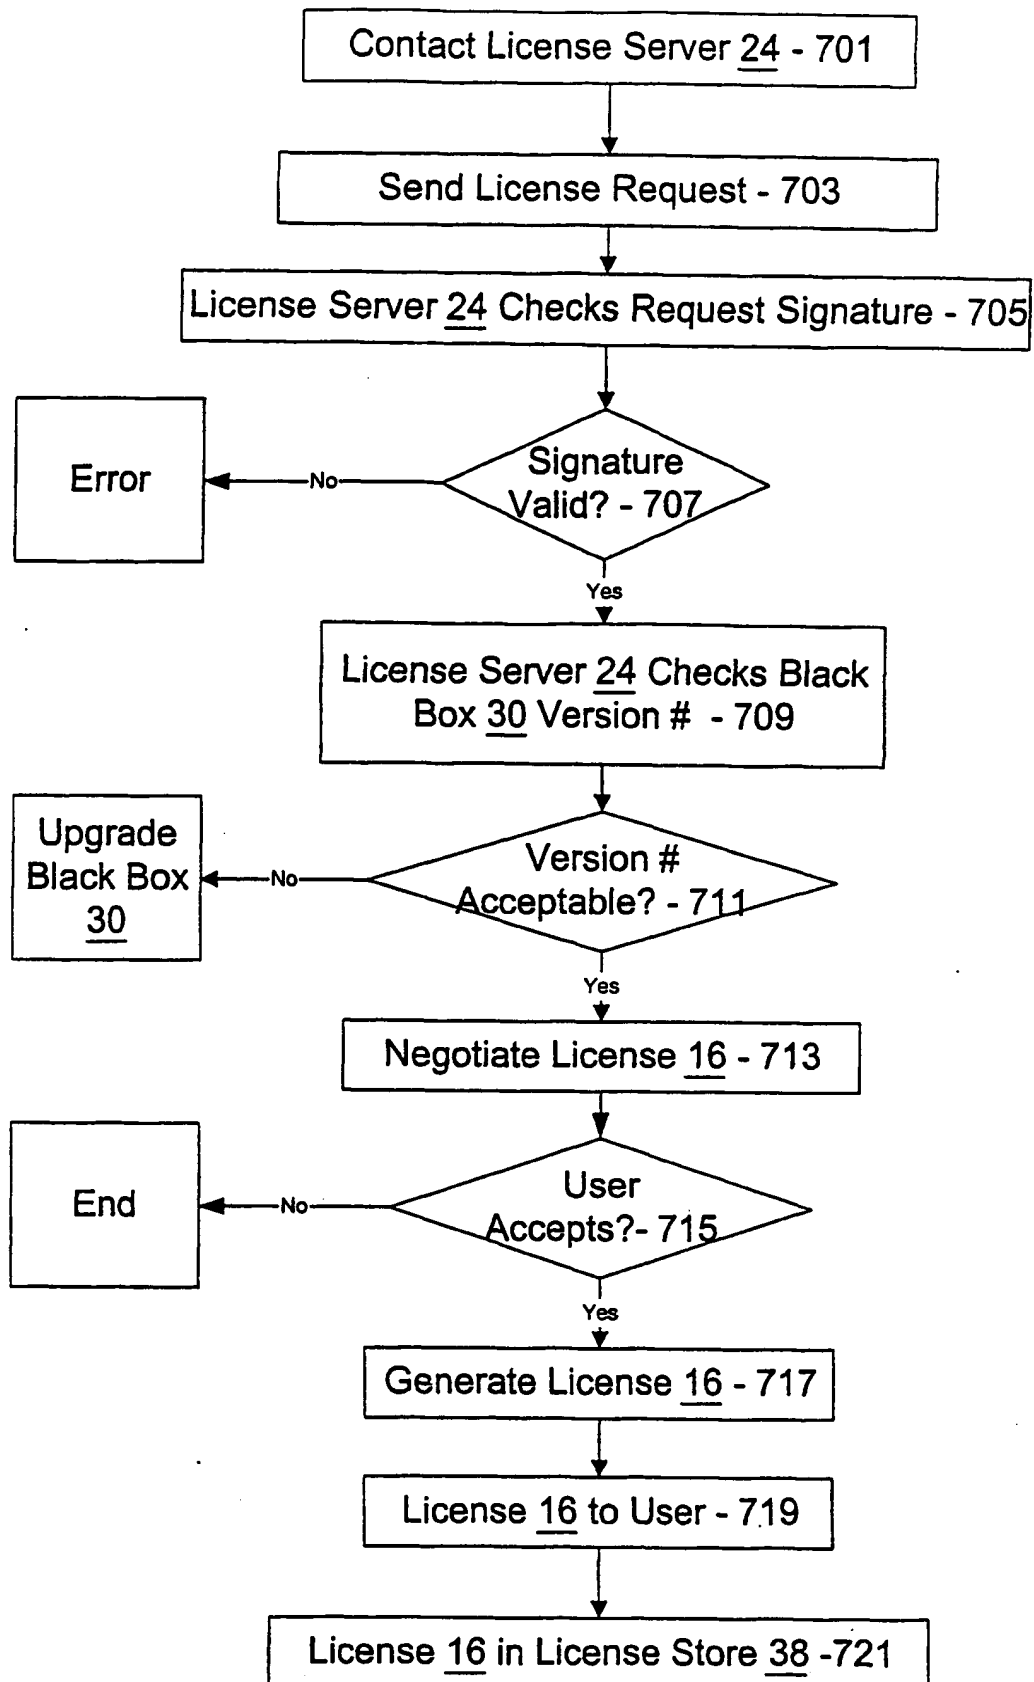 Contact License Server 24 - 701
Send License Request - 703
License Server 24 Checks Request Signature - 705
Error
No
Signature
Valid? - 707
Yes
License Server 24 Checks Black
Box 30 Version # - 709
Upgrade
Black Box
30
No
Version #
Acceptable? - 711
Yes
Negotiate License 16 - 713
End
No
User
Accepts?- 715
Yes
Generate License 16 - 717
License 16 to User - 719
License 16 in License Store 38 -721